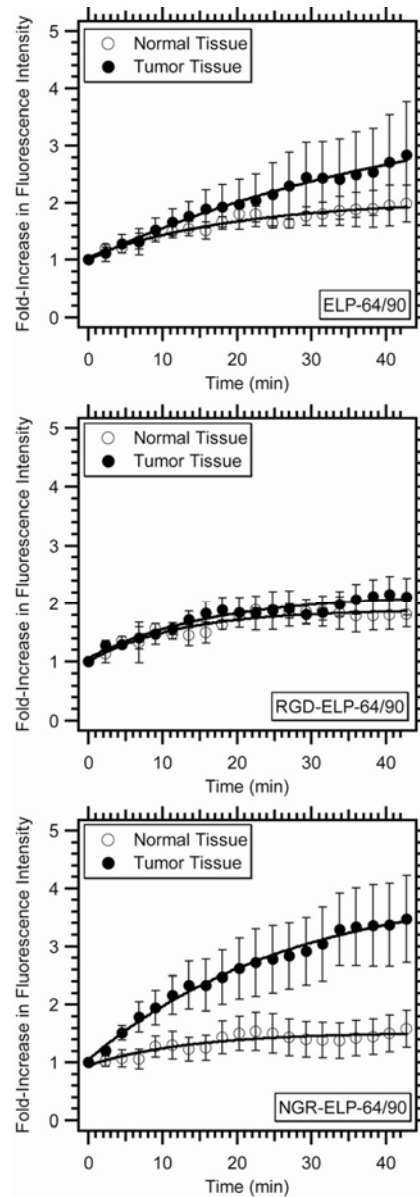 5
4
3
2
1
0
Fold-Increase in Fluorescence Intensity
Normal Tissue
Tumor Tissue
ELP-64/90
0
10
20
30
40
Time (min)
5
4
3
2
1
0
Fold-Increase in Fluorescence Intensity
Normal Tissue
Tumor Tissue
RGD-ELP-64/90
0
10
20
30
40
Time (min)
5
4
3
2
1
0
Fold-Increase in Fluorescence Intensity
Normal Tissue
Tumor Tissue
NGR-ELP-64/90
0
10
20
30
40
Time (min)